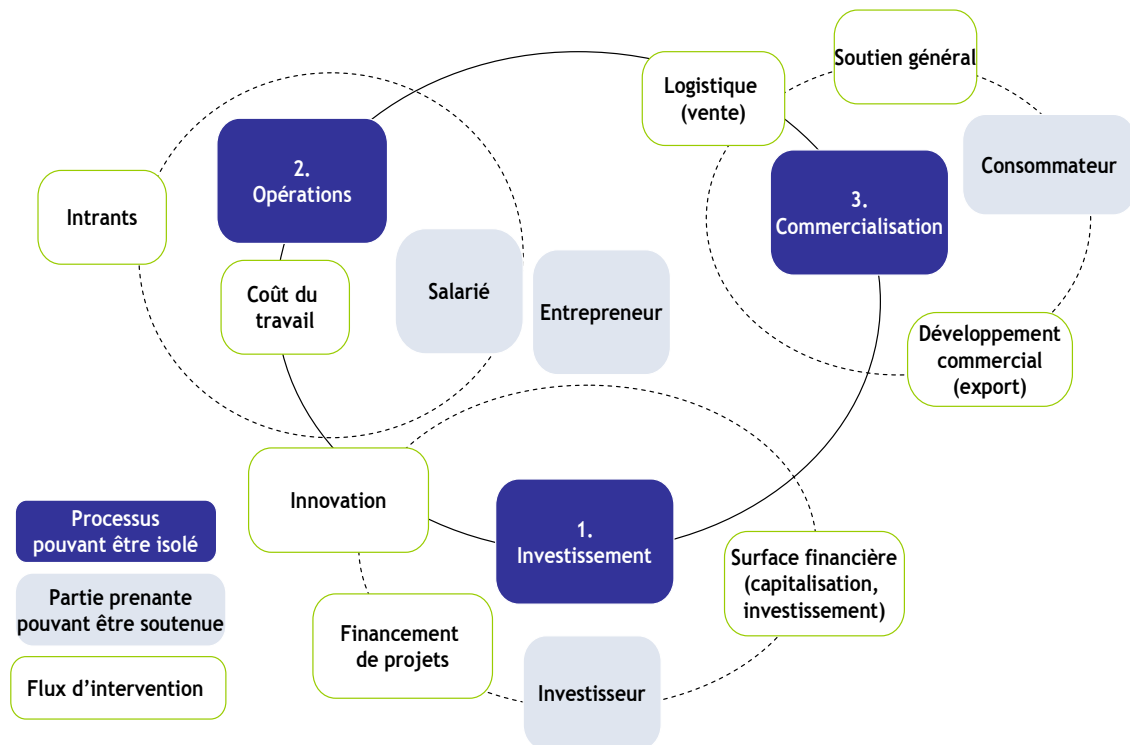 Soutien général
Logistique
(vente)
Consommateur
2.
Opérations
3.
Commercialisation
Intrants
Salarié
Coût du
travail
Entrepreneur
Développement
commercial
(export)
Innovation
1.
Investissement
Surface financière
(capitalisation,
investissement)
Financement
de projets
Investisseur
Processus
pouvant être isolé
Partie prenante
pouvant être soutenue
Flux d’intervention